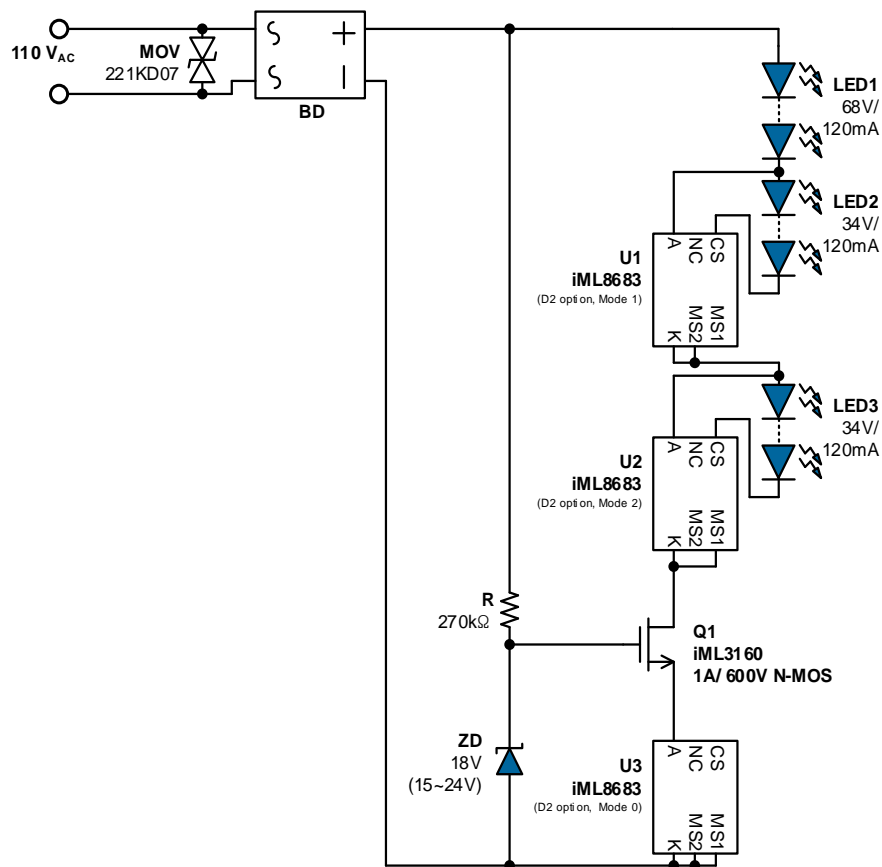 110 VAC
MOV
221KD07
BD
LED1
68V/
120mA
LED2
34V/
120mA
U1
iML8683
(D2 option, Mode 1)
A
NC
CS
K
MS2
MS1
LED3
34V/
120mA
U2
iML8683
(D2 option, Mode 2)
A
NC
CS
K
MS2
MS1
R
270kΩ
Q1
iML3160
1A/ 600V N-MOS
ZD
18V
(15~24V)
U3
iML8683
(D2 option, Mode 0)
A
NC
CS
K
MS2
MS1